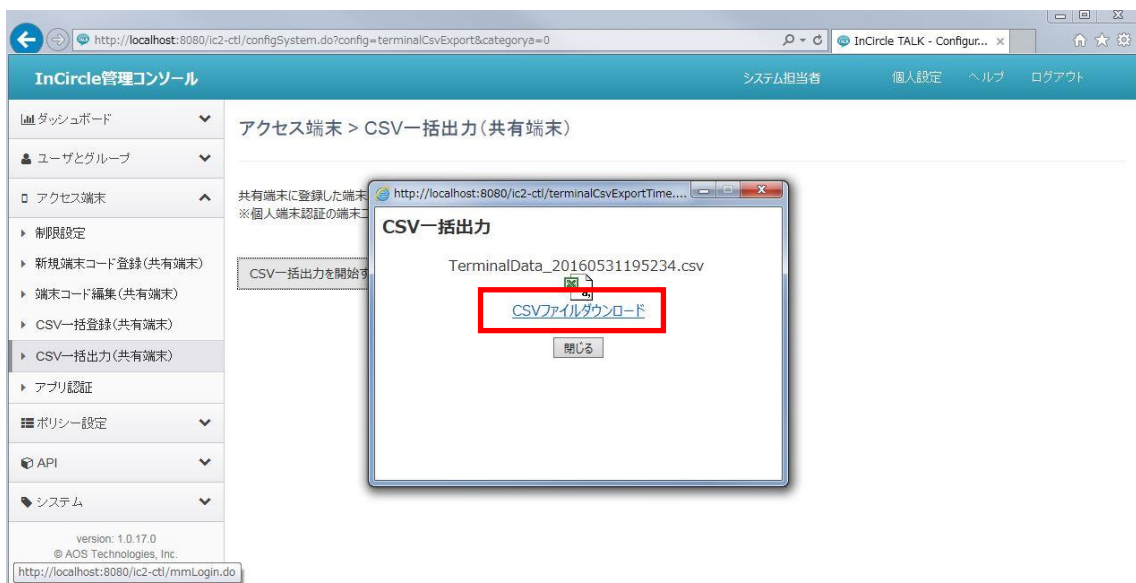 http://localhost:8080/ic2-ctl/configSystem.do?config=terminalCsvExport&categorya=0
InCircle TALK - Configur...
InCircle管理コンソール
システム担当者
個人設定
ヘルプ
ログアウト
ダッシュボード
ユーザとグループ
アクセス端末
制限設定
新規端末コード登録(共有端末)
端末コード編集(共有端末)
CSV一括登録(共有端末)
CSV一括出力(共有端末)
アプリ認証
ポリシー設定
API
システム
version: 1.0.17.0
© AOS Technologies, Inc.
http://localhost:8080/ic2-ctl/mmLogin.do
アクセス端末 > CSV一括出力(共有端末)
共有端末に登録した端末
※個人端末認証の端末コ
CSV一括出力を開始す
http://localhost:8080/ic2-ctl/terminalCsvExportTime....
CSV一括出力
TerminalData_20160531195234.csv
a,
CSVファイルダウンロード
閉じる